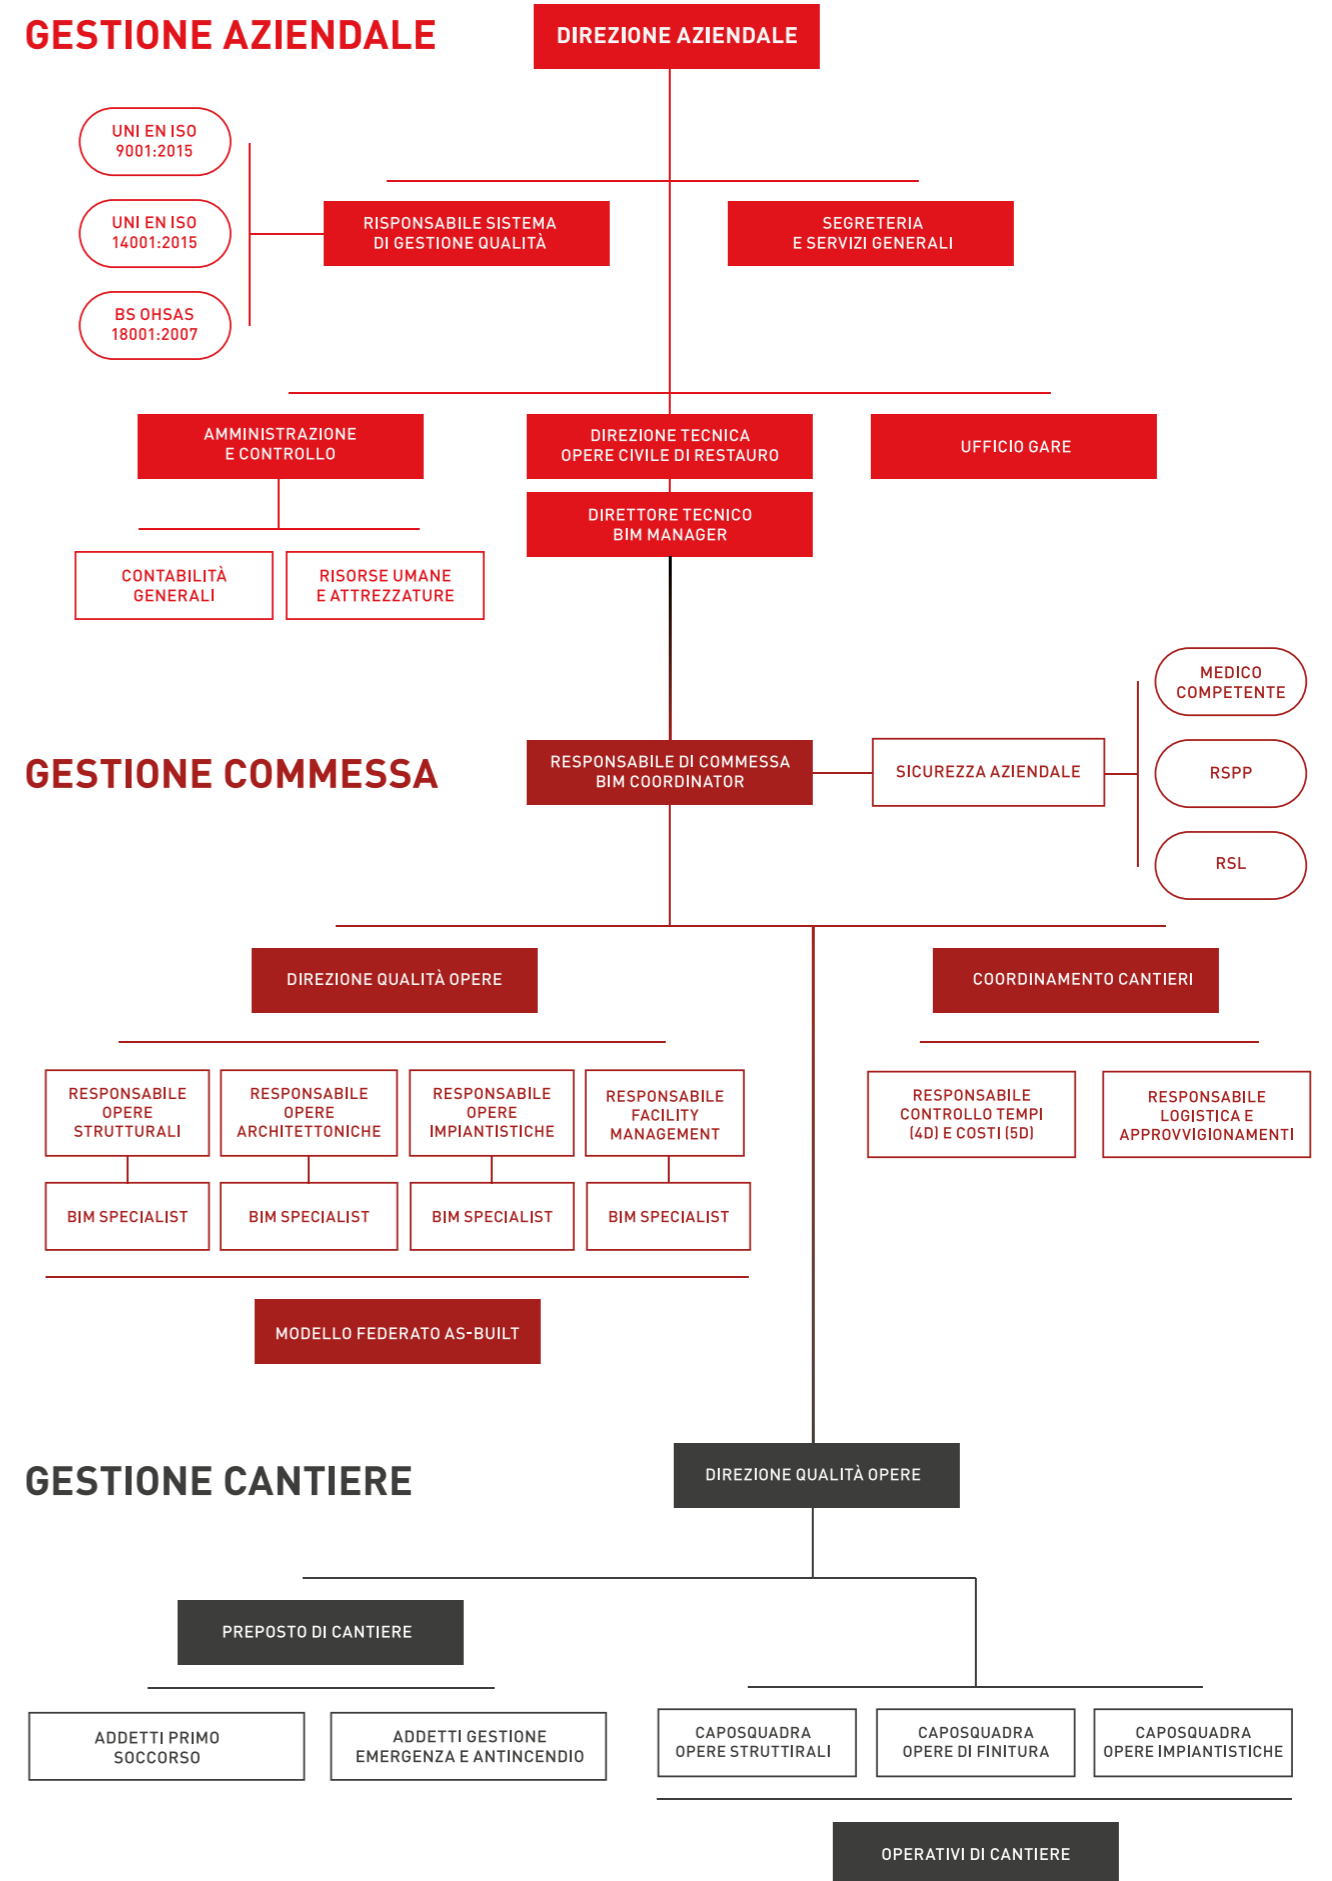 GESTIONE AZIENDALE
DIREZIONE AZIENDALE
UNI EN ISO
9001:2015
UNI EN ISO
14001:2015
BS OHSAS
18001:2007
RISPONSABILE SISTEMA
DI GESTIONE QUALITÀ
SEGRETERIA
E SERVIZI GENERALI
AMMINISTRAZIONE
E CONTROLLO
DIREZIONE TECNICA
OPERE CIVILE DI RESTAURO
UFFICIO GARE
DIRETTORE TECNICO
BIM MANAGER
CONTABILITÀ
GENERALI
RISORSE UMANE
E ATTREZZATURE
GESTIONE COMMESSA
RESPONSABILE DI COMMESSA
BIM COORDINATOR
SICUREZZA AZIENDALE
MEDICO
COMPETENTE
RSPP
RSL
DIREZIONE QUALITÀ OPERE
COORDINAMENTO CANTIERI
RESPONSABILE
OPERE
STRUTTURALI
RESPONSABILE
OPERE
ARCHITETTONICHE
RESPONSABILE
OPERE
IMPIANTISTICHE
RESPONSABILE
FACILITY
MANAGEMENT
RESPONSABILE
CONTROLLO TEMPI
(4D) E COSTI (5D)
RESPONSABILE
LOGISTICA E
APPROVVIGIONAMENTI
BIM SPECIALIST
BIM SPECIALIST
BIM SPECIALIST
BIM SPECIALIST
MODELLO FEDERATO AS-BUILT
GESTIONE CANTIERE
DIREZIONE QUALITÀ OPERE
PREPOSTO DI CANTIERE
ADDETTI PRIMO
SOCCORSO
ADDETTI GESTIONE
EMERGENZA E ANTINCENDIO
CAPOSQUADRA
OPERE STRUTTIRALI
CAPOSQUADRA
OPERE DI FINITURA
CAPOSQUADRA
OPERE IMPIANTISTICHE
OPERATIVI DI CANTIERE